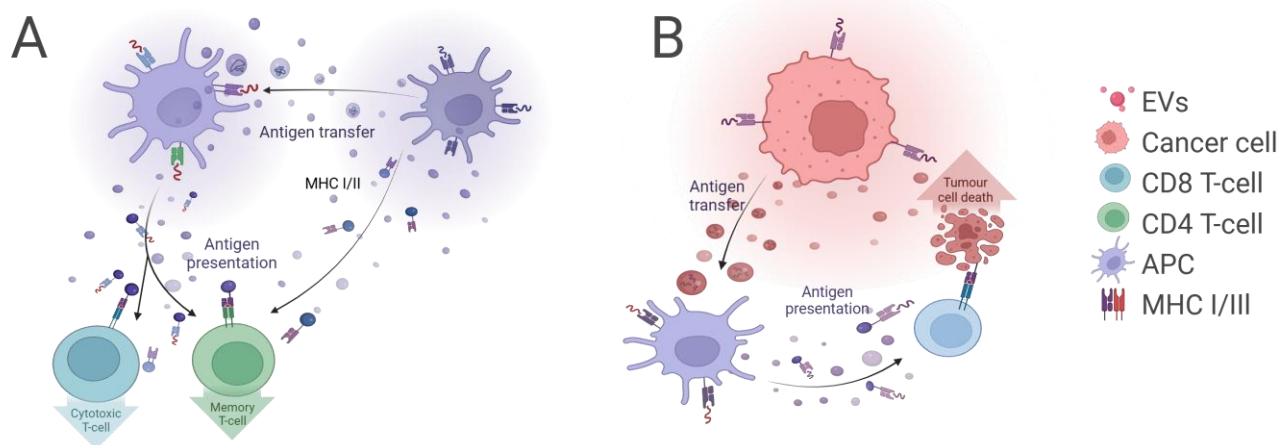 A
Antigen transfer
MHC I/II
Antigen
presentation
Cytotoxic
T-cell
Memory
T-cell
B
Antigen
transfer
Tumour
cell death
Antigen
presentation
EVs
Cancer cell
CD8 T-cell
CD4 T-cell
APC
MHC I/III